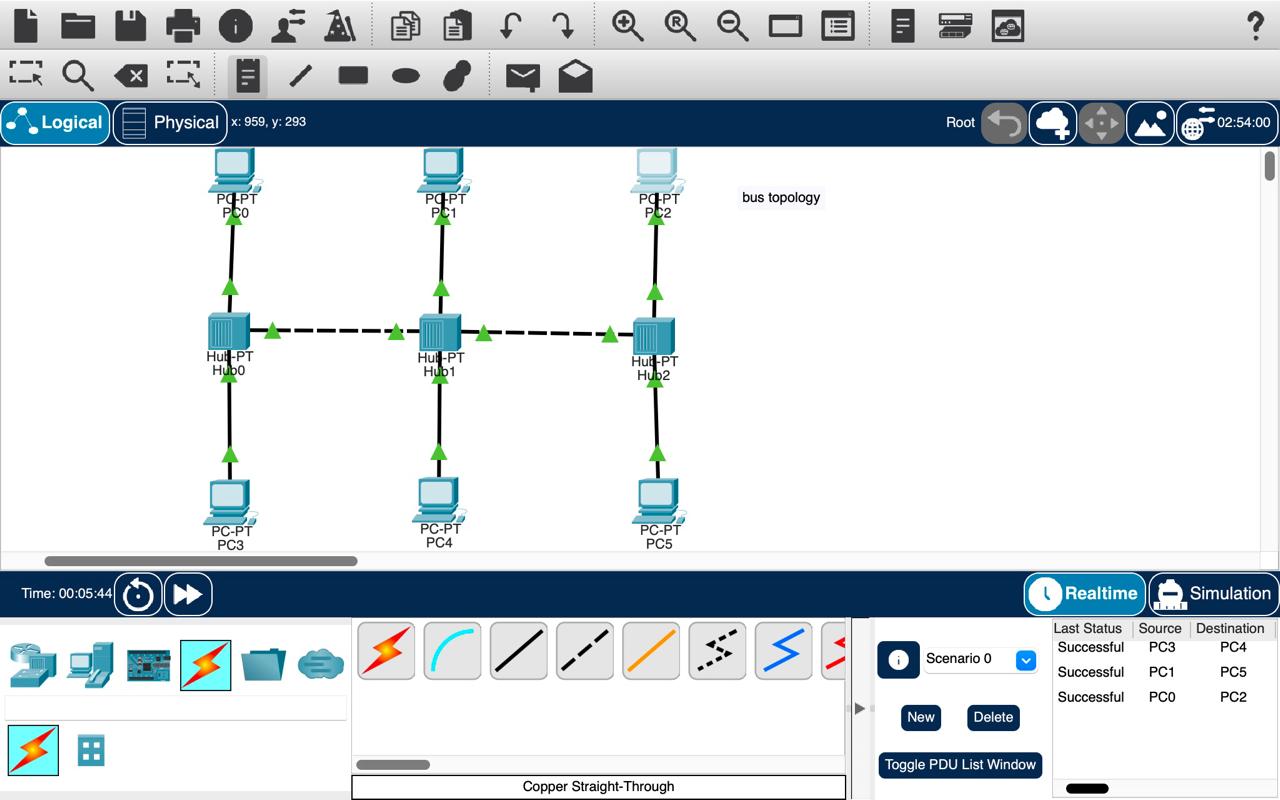 Logical
Physical
x: 959, y: 293
Root
02:54:00
PC-PT
PC0
PC-PT
PC1
PC-PT
PC2
bus topology
Hub-PT
Hub0
Hub-PT
Hub1
Hub-PT
Hub2
PC-PT
PC3
PC-PT
PC4
PC-PT
PC5
Time: 00:05:44
Realtime
Simulation
Scenario 0
New
Delete
Toggle PDU List Window
Last Status Source Destination
Successful PC3 PC4
Successful PC1 PC5
Successful PC0 PC2
Copper Straight-Through